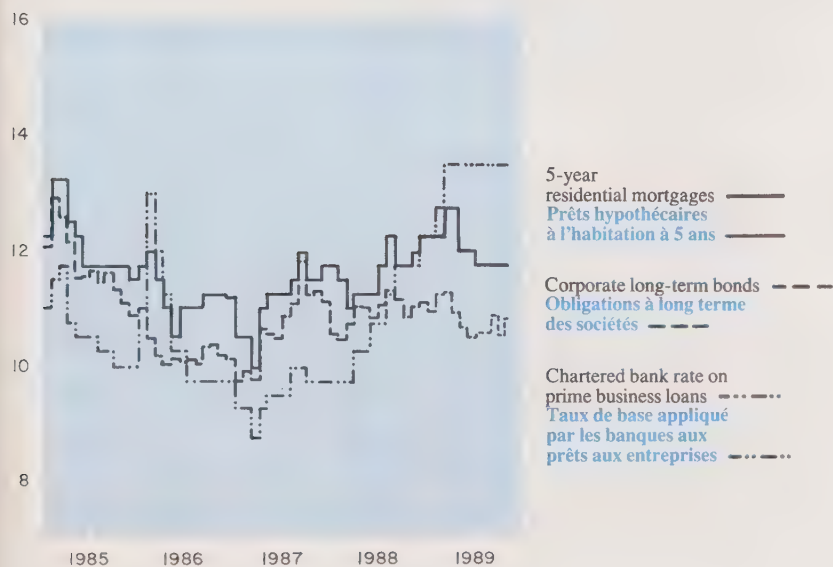 16
14
12
10
8
1985 1986 1987 1988 1989
5-year
residential mortgages
Prêts hypothécaires
à l'habitation à 5 ans
Corporate long-term bonds
Obligations à long terme
des sociétés
Chartered bank rate on
prime business loans
Taux de base appliqué
par les banques aux
prêts aux entreprises